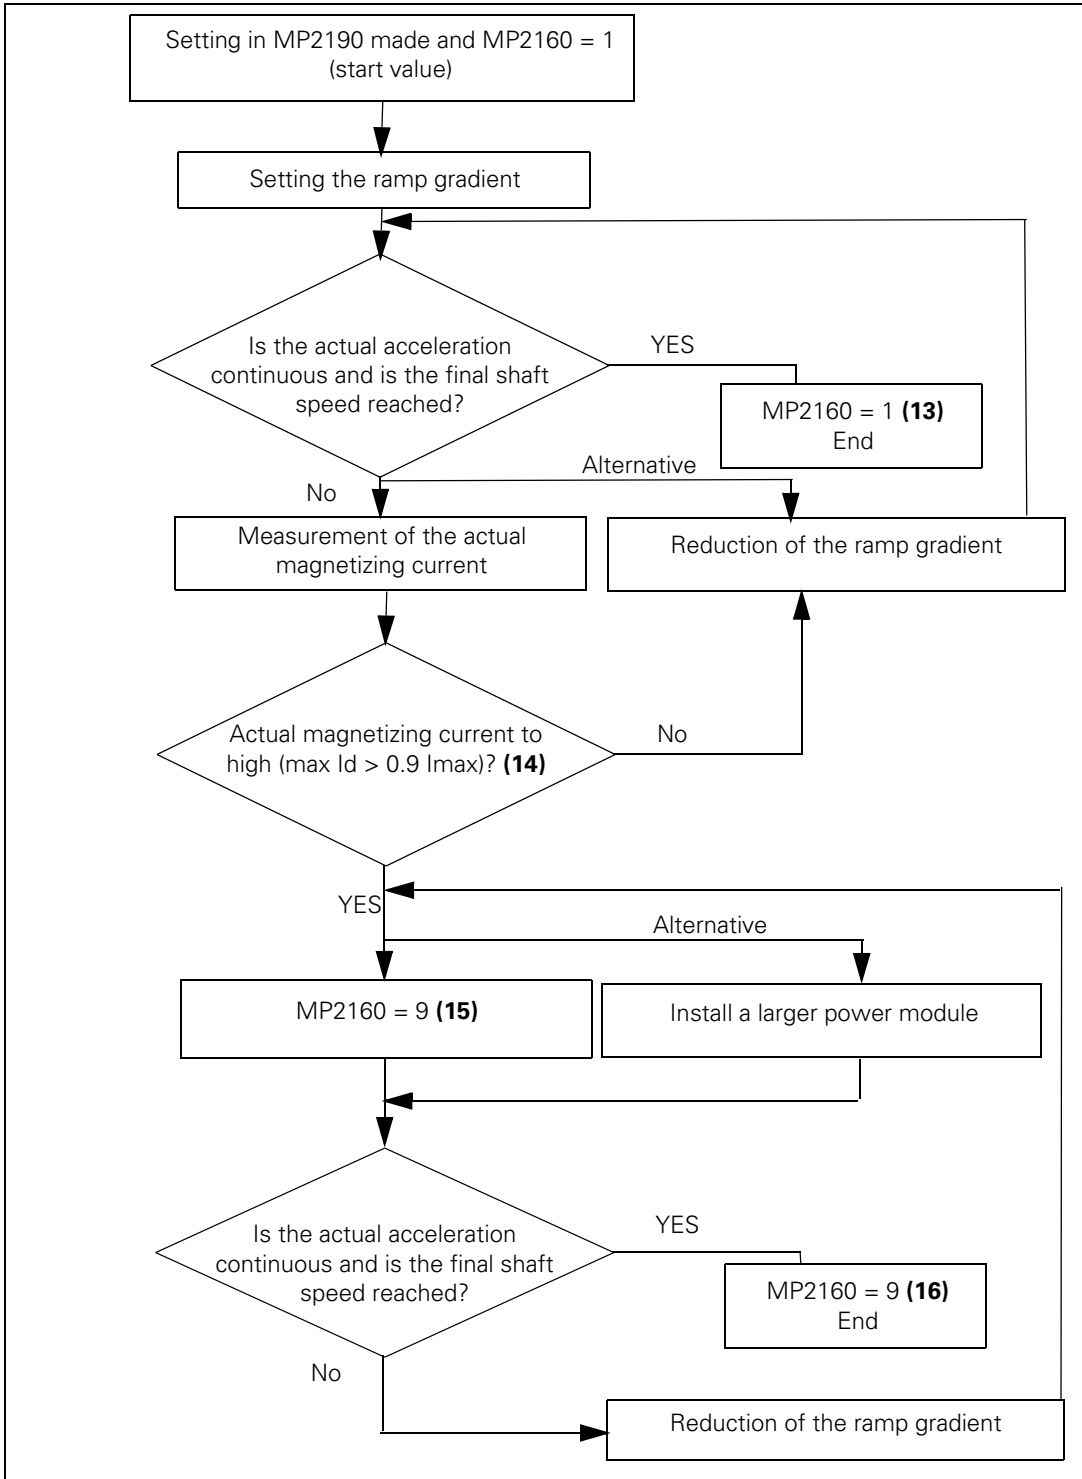 Setting in MP2190 made and MP2160 = 1
(start value)
Setting the ramp gradient
Is the actual acceleration
continuous and is the final shaft
speed reached?
YES
MP2160 = 1 (13)
End
Alternative
No
Measurement of the actual
magnetizing current
Reduction of the ramp gradient
Actual magnetizing current to
high (max Id > 0.9 Imax)? (14)
No
YES
Alternative
MP2160 = 9 (15)
Install a larger power module
Is the actual acceleration
continuous and is the final shaft
speed reached?
YES
MP2160 = 9 (16)
End
No
Reduction of the ramp gradient